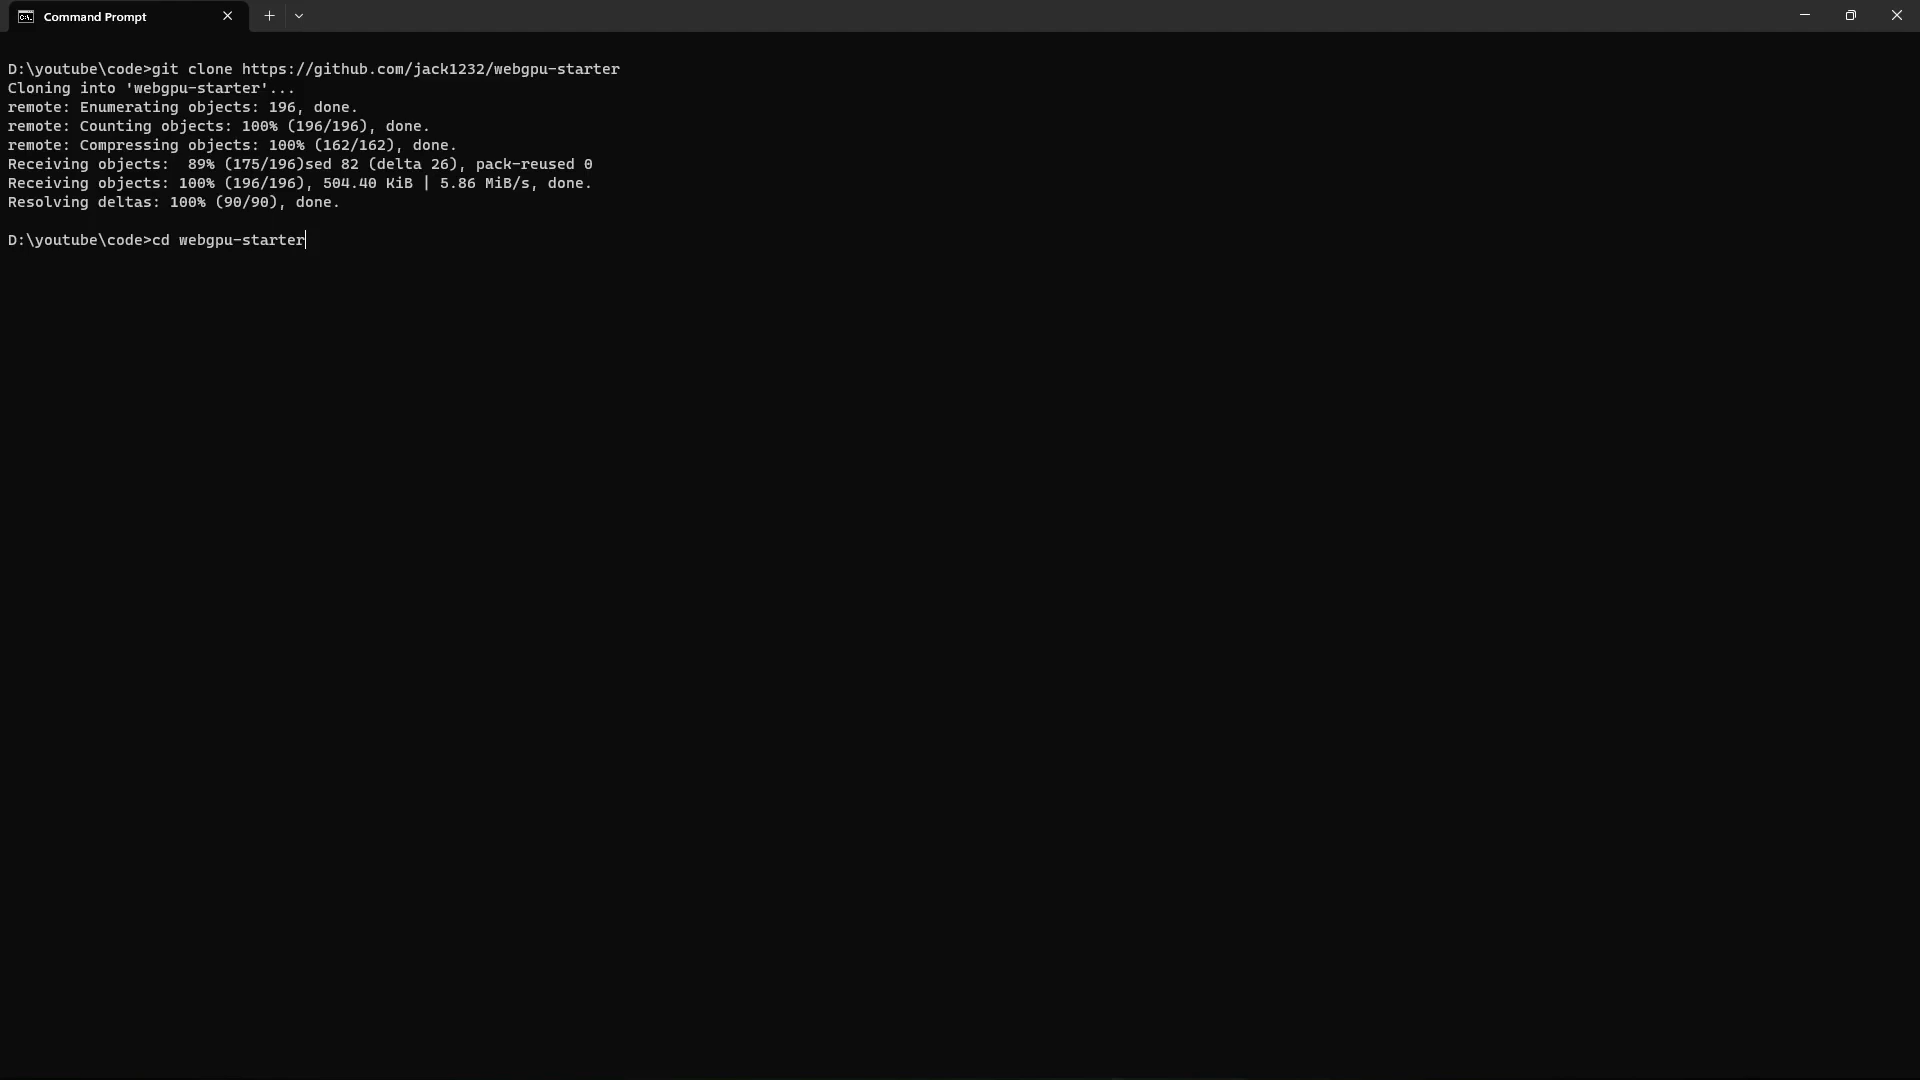 Command Prompt
D:\youtube\code>git clone https://github.com/jack1232/webgpu-starter
Cloning into 'webgpu-starter'...
remote: Enumerating objects: 196, done.
remote: Counting objects: 100% (196/196), done.
remote: Compressing objects: 100% (162/162), done.
Receiving objects:  89% (175/196)sed 82 (delta 26), pack-reused 0
Receiving objects: 100% (196/196), 504.40 KiB | 5.86 MiB/s, done.
Resolving deltas: 100% (90/90), done.
D:\youtube\code>cd webgpu-starter